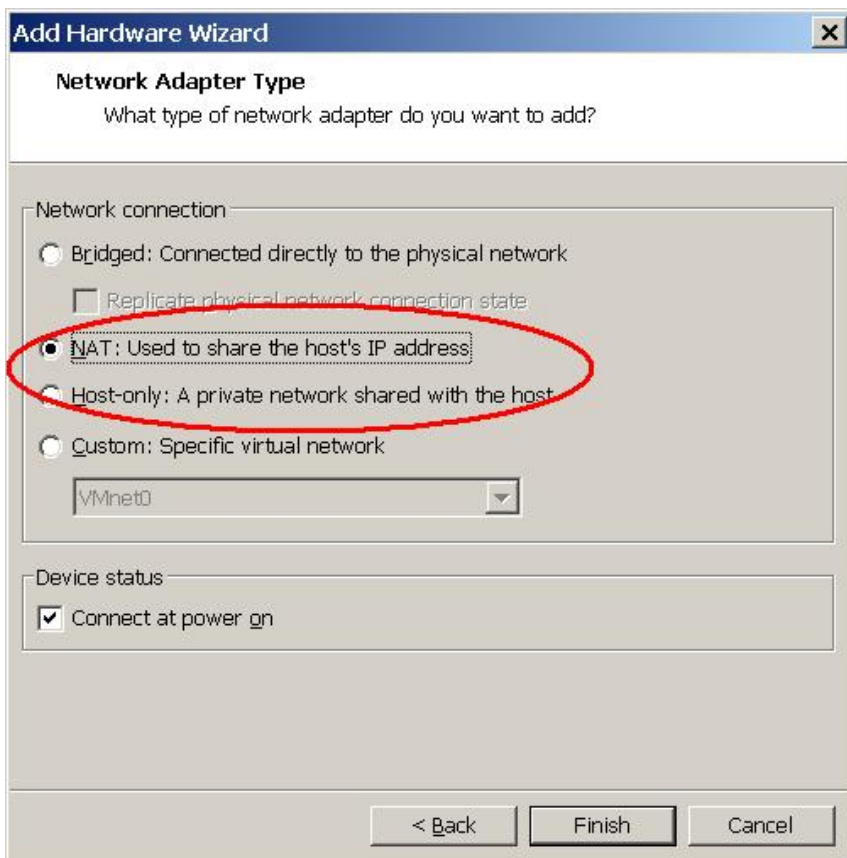 Add Hardware Wizard
Network Adapter Type
What type of network adapter do you want to add?
Network connection
Bridged: Connected directly to the physical network
Replicate physical network connection state
NAT: Used to share the host's IP address
Host-only: A private network shared with the host
Custom: Specific virtual network
VMnet0
Device status
Connect at power on
< Back Finish Cancel